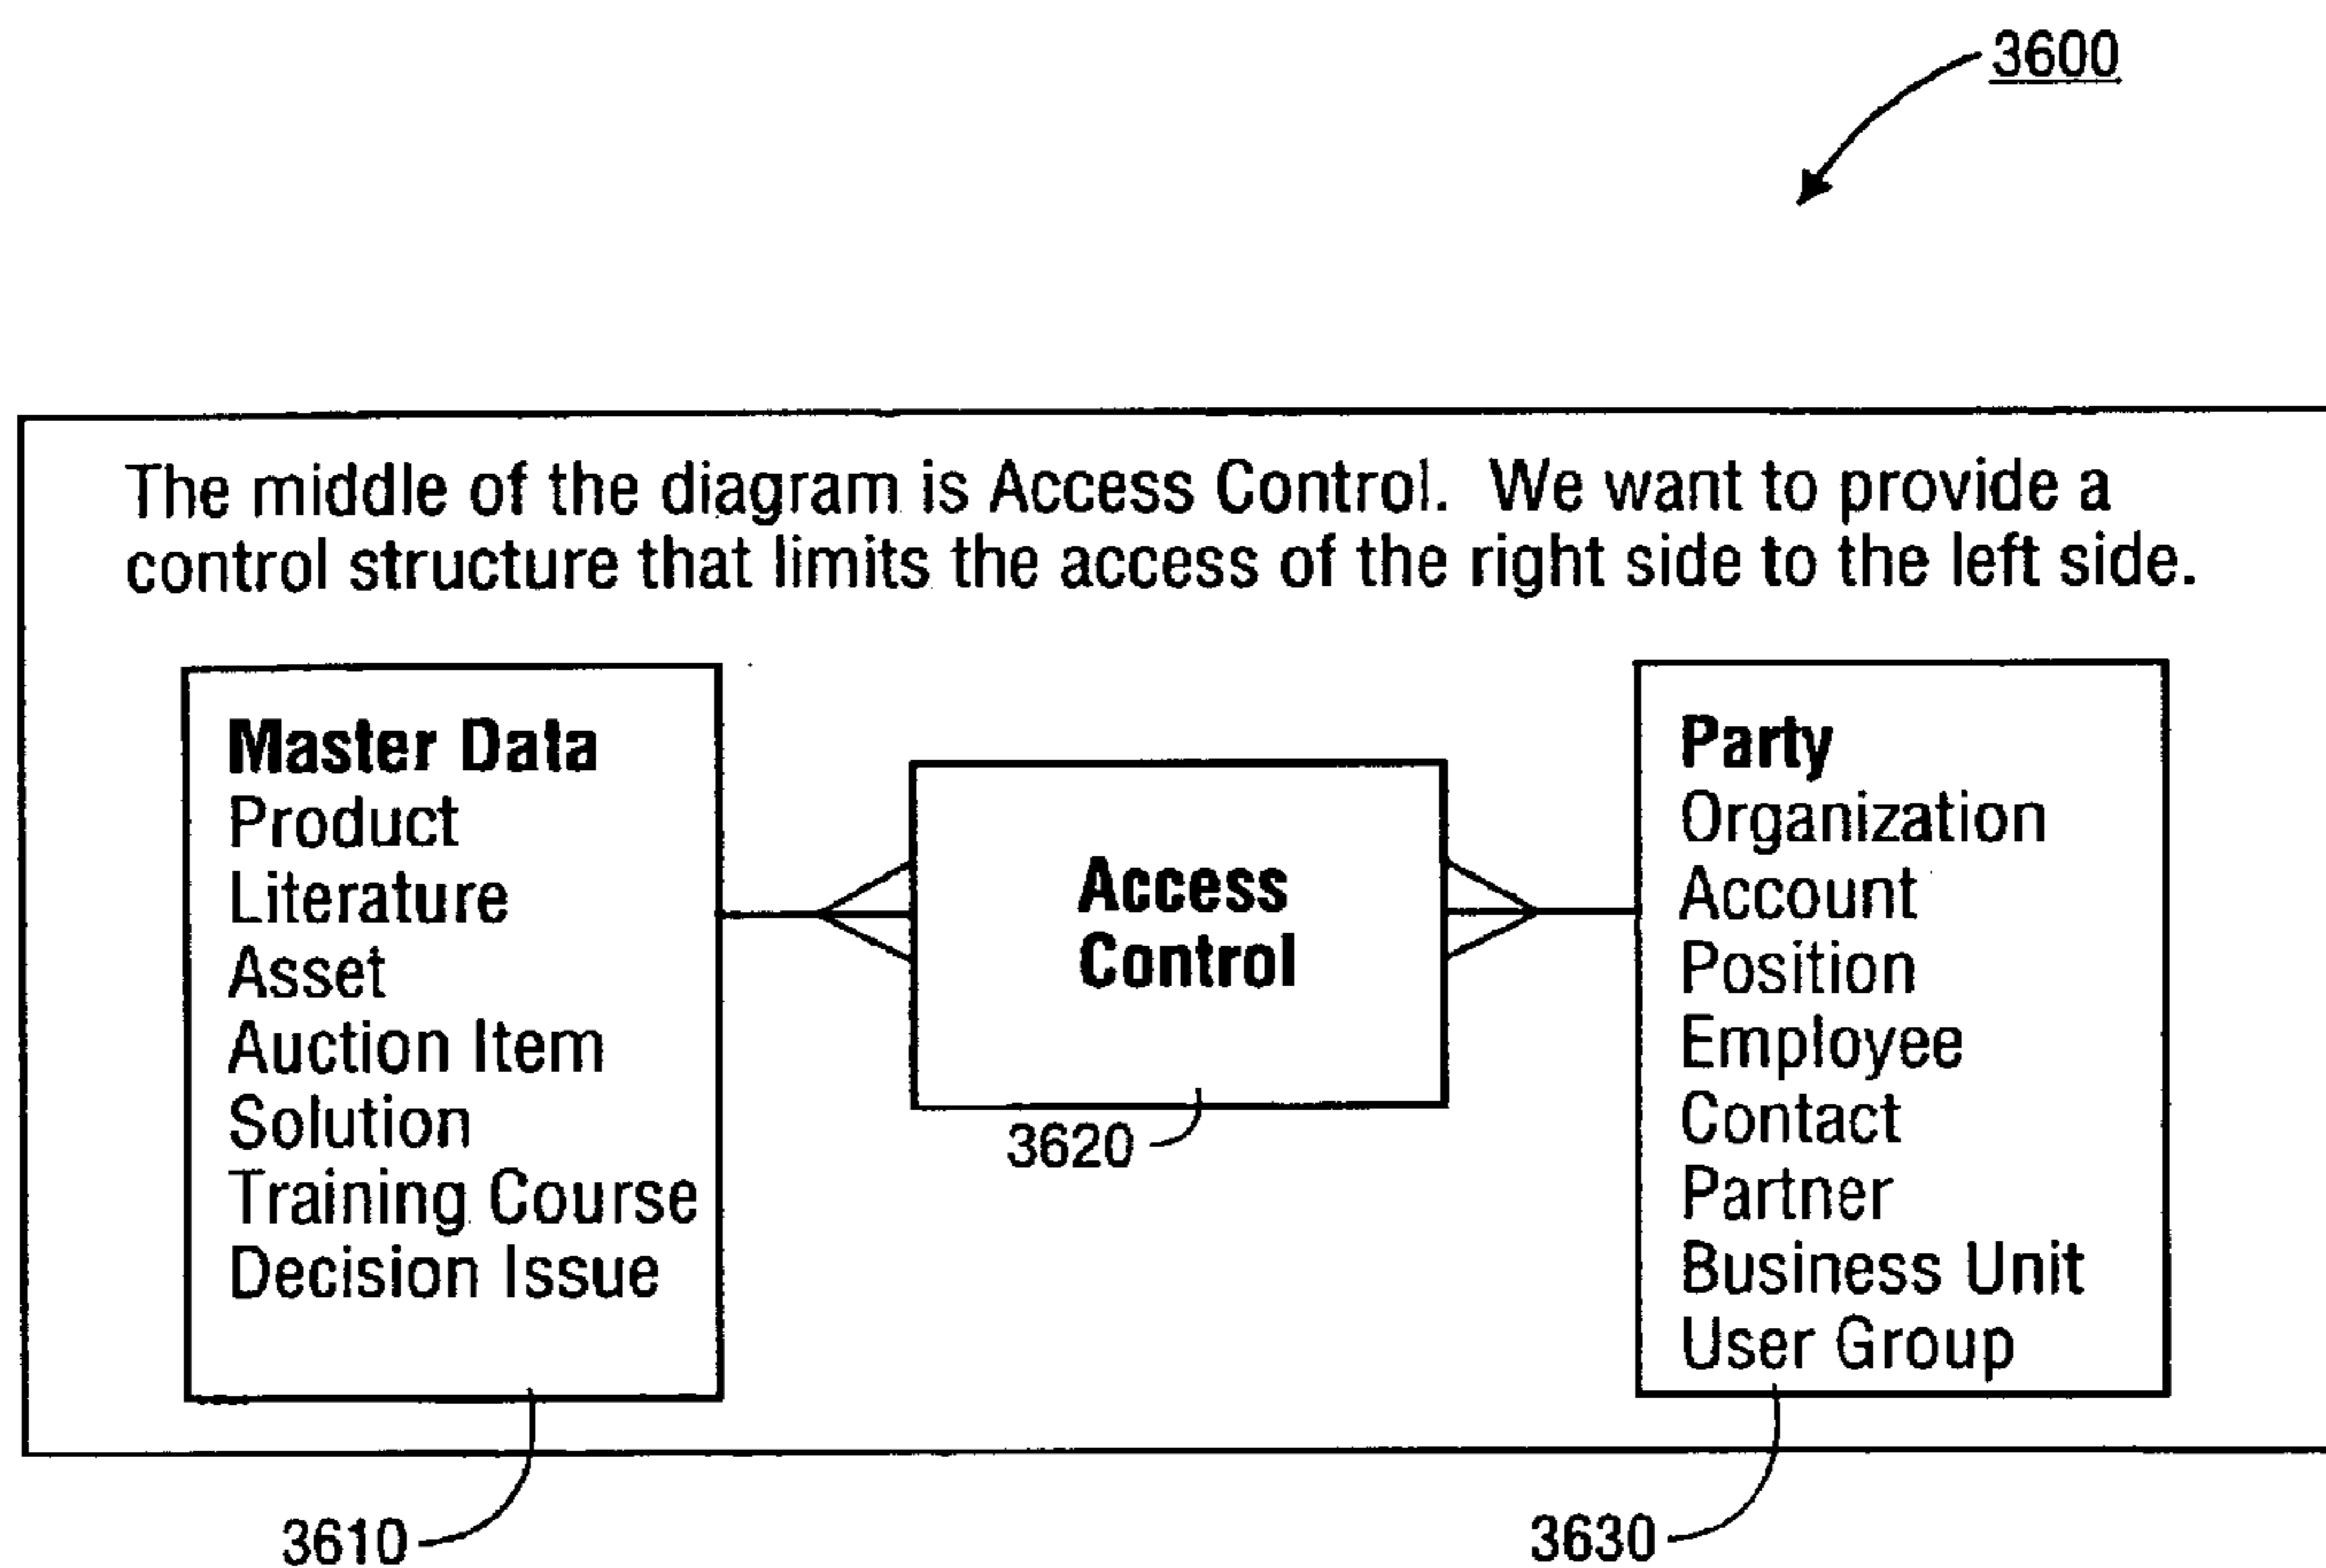 3600
The middle of the diagram is Access Control. We want to provide a
control structure that limits the access of the right side to the left side.
Master Data
Product
Literature
Asset
Auction Item
Solution
Training Course
Decision Issue
Access
Control
3620
Party
Organization
Account
Position
Employee
Contact
Partner
Business Unit
User Group
3610
3630